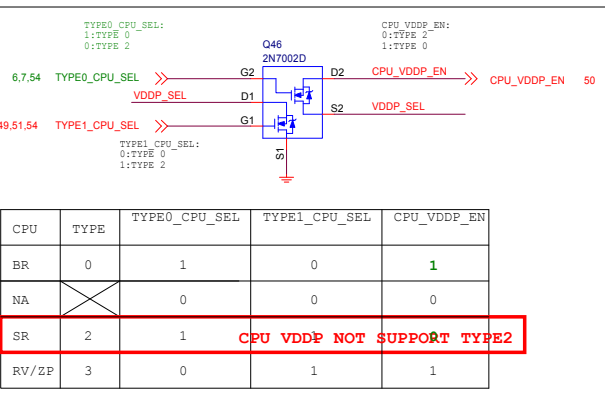 TYPE0_CPU_SEL:
1:TYPE 0
0:TYPE 2
CPU_VDDP_EN:
0:TYPE 2
1:TYPE 0
Q46
2N7002D
6,7,54 TYPE0_CPU_SEL G2 D2 CPU_VDDP_EN CPU_VDDP_EN 50
VDDP_SEL D1 S2 VDDP_SEL
49,51,54 TYPE1_CPU_SEL G1
S1
TYPE1_CPU_SEL:
0:TYPE 0
1:TYPE 2
CPU TYPE TYPE0_CPU_SEL TYPE1_CPU_SEL CPU_VDDP_EN
BR 0 1 0 1
NA 0 0 0
SR 2 1 1 0
CPU VDDP NOT SUPPORT TYPE2
RV/ZP 3 0 1 1